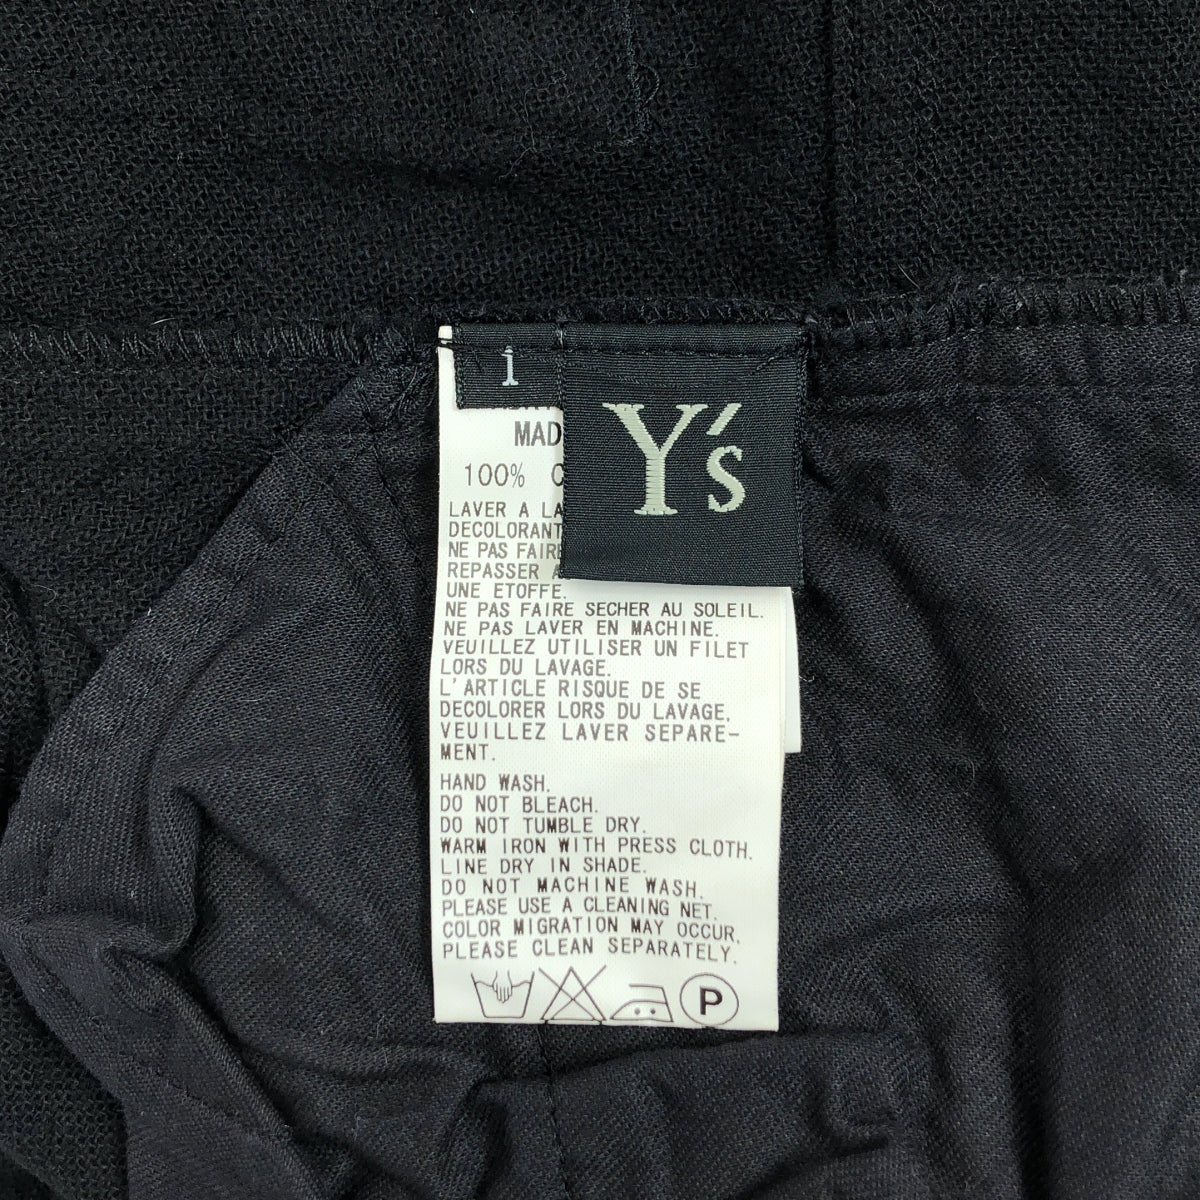 1
Y's
MAD
100% C
LAVER A LA
DECOLORANT
NE PAS FAIRE
REPASSER A
UNE ETOFFE.
NE PAS FAIRE SECHER AU SOLEIL.
NE PAS LAVER EN MACHINE.
VEUILLEZ UTILISER UN FILET
LORS DU LAVAGE.
L'ARTICLE RISQUE DE SE
DECOLORER LORS DU LAVAGE.
VEUILLEZ LAVER SEPARE-
MENT.
HAND WASH.
DO NOT BLEACH.
DO NOT TUMBLE DRY.
WARM IRON WITH PRESS CLOTH.
LINE DRY IN SHADE.
DO NOT MACHINE WASH.
PLEASE USE A CLEANING NET.
COLOR MIGRATION MAY OCCUR.
PLEASE CLEAN SEPARATELY.
P